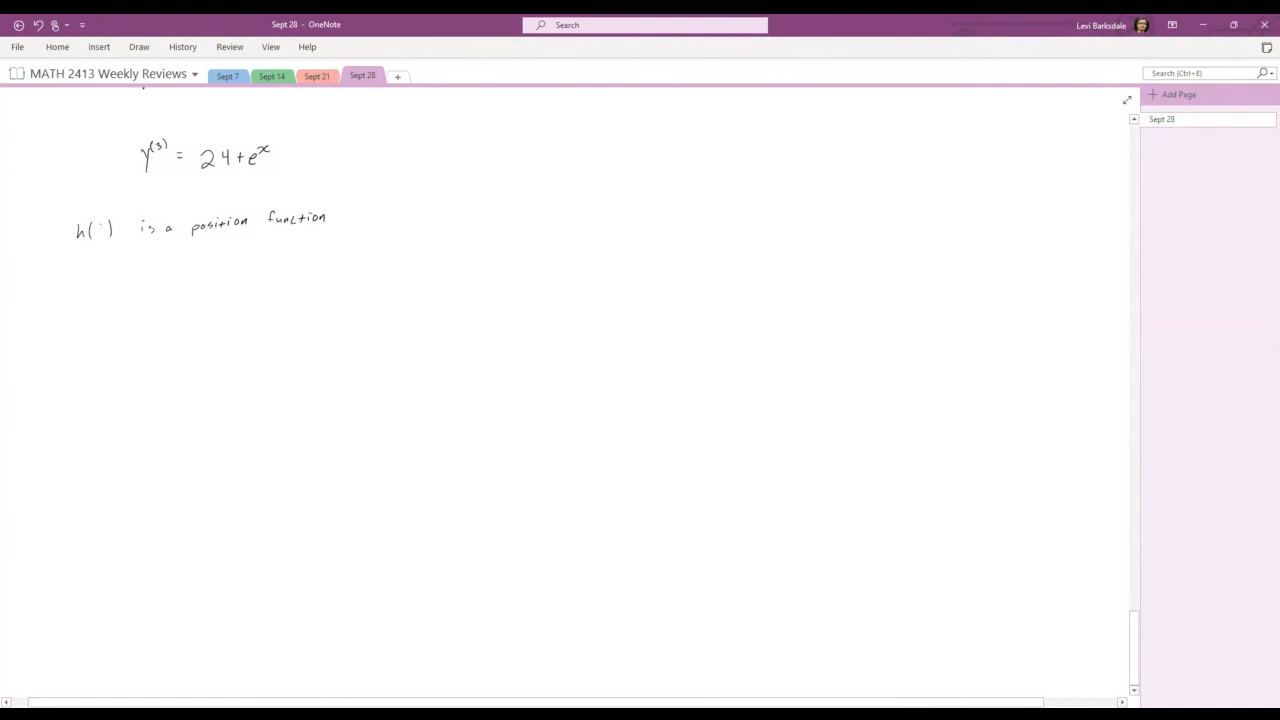 Sept 28 - OneNote
Search
Levi Barksdale
File Home Insert Draw History Review View Help
MATH 2413 Weekly Reviews Sept 7 Sept 14 Sept 21 Sept 28
Search (Ctrl+E)
Add Page
Sept 28
y⁽³⁾ = 24 + eˣ
h( ) is a position function